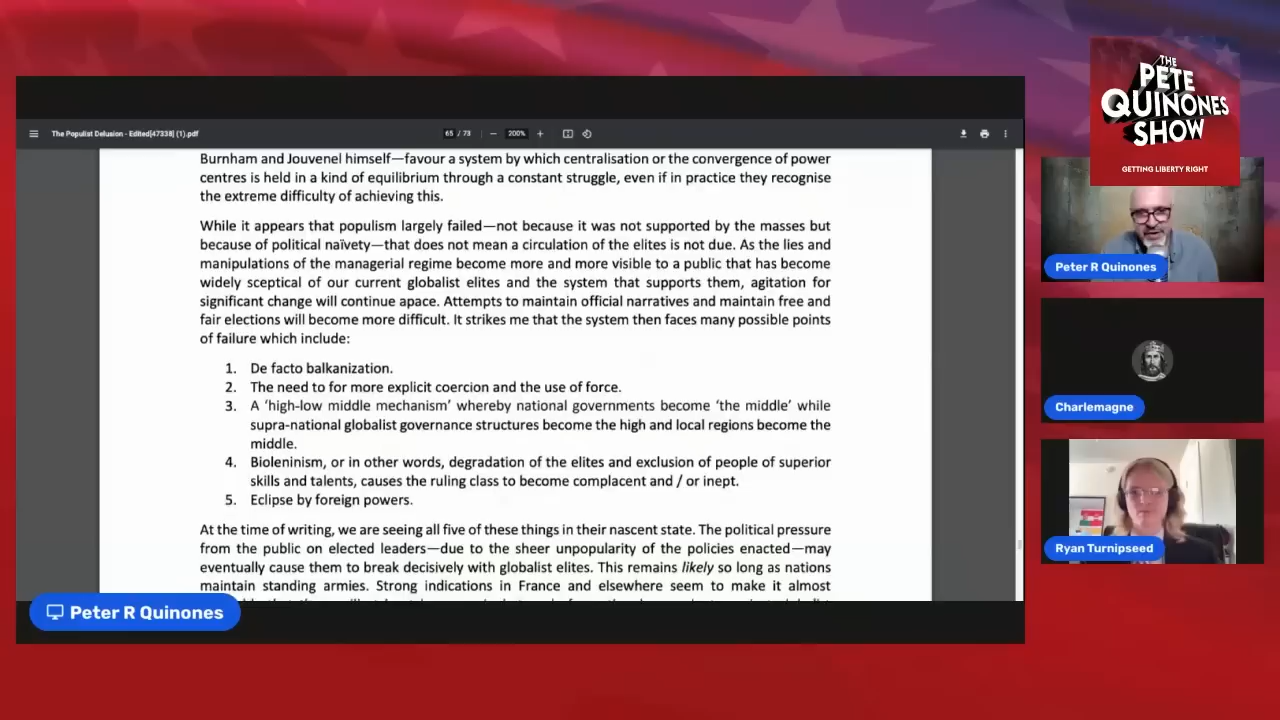 The Populist Delusion - Edited[47338] (1).pdf
65 / 73
200%
Burnham and Jouvenel himself—favour a system by which centralisation or the convergence of power
centres is held in a kind of equilibrium through a constant struggle, even if in practice they recognise
the extreme difficulty of achieving this.
While it appears that populism largely failed—not because it was not supported by the masses but
because of political naïvety—that does not mean a circulation of the elites is not due. As the lies and
manipulations of the managerial regime become more and more visible to a public that has become
widely sceptical of our current globalist elites and the system that supports them, agitation for
significant change will continue apace. Attempts to maintain official narratives and maintain free and
fair elections will become more difficult. It strikes me that the system then faces many possible points
of failure which include:
1. De facto balkanization.
2. The need to for more explicit coercion and the use of force.
3. A ‘high-low middle mechanism’ whereby national governments become ‘the middle’ while
supra-national globalist governance structures become the high and local regions become the
middle.
4. Bioleninism, or in other words, degradation of the elites and exclusion of people of superior
skills and talents, causes the ruling class to become complacent and / or inept.
5. Eclipse by foreign powers.
At the time of writing, we are seeing all five of these things in their nascent state. The political pressure
from the public on elected leaders—due to the sheer unpopularity of the policies enacted—may
eventually cause them to break decisively with globalist elites. This remains likely so long as nations
maintain standing armies. Strong indications in France and elsewhere seem to make it almost
Peter R Quinones
THE
PETE
QUINONES
SHOW
GETTING LIBERTY RIGHT
Peter R Quinones
Charlemagne
Ryan Turnipseed